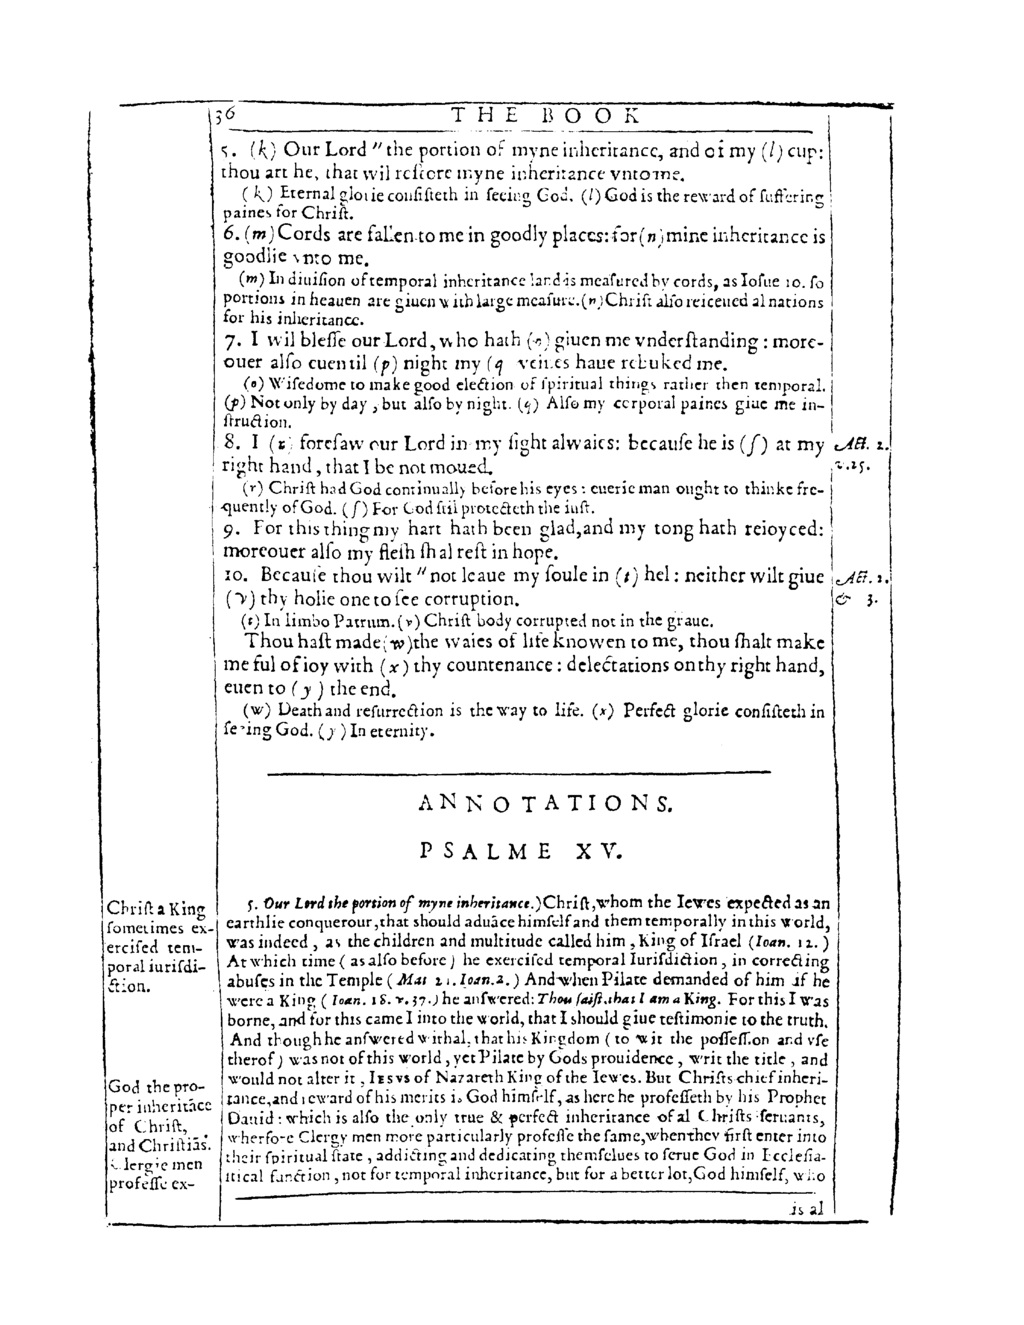 36 THE BOOK
5. (k) Our Lord " the portion of myne inheritance, and of my (l) cup:
thou art he, that wil restore myne inheritance vnto me.
(k) Eternal glorie consisteth in seeing God. (l) God is the reward of suffering
paines for Christ.
6. (m) Cords are fallen to me in goodly places: for (n) mine inheritance is
goodlie vnto me.
(m) In diuision of temporal inheritance land is measured by cords, as Iosue 10. so
portions in heauen are giuen with large measure. (n) Christ also reiceued al nations
for his inheritance.
7. I wil blesse our Lord, who hath (o) giuen me vnderstanding: more-
ouer also euen til (p) night my (q veines haue rebuked me.
(o) Wisedome to make good election of spiritual things rather then temporal.
(p) Not only by day, but also by night. (q) Also my corporal paines giue me in-
struction.
8. I (r) foresaw our Lord in my sight alwaies: because he is (ſ) at my
right hand, that I be not moued.
Act. 2.
v. 25.
(r) Christ had God continually before his eyes: euerie man ought to thinke fre-
quently of God. (ſ) For God stil protecteth the iust.
9. For this thing my hart hath been glad, and my tong hath reioyced:
moreouer also my flesh shal rest in hope.
10. Because thou wilt " not leaue my soule in (t) hel: neither wilt giue
(v) thy holie one to see corruption.
Act. 2.
& 3.
(t) In limbo Patrum. (v) Christ body corrupted not in the graue.
Thou hast made (w) the waies of life knowen to me, thou shalt make
me ful of ioy with (x) thy countenance: delectations on thy right hand,
euen to (y) the end.
(w) Death and resurrection is the way to life. (x) Perfect glorie consisteth in
seeing God. (y) In eternity.
ANNOTATIONS.
PSALME XV.
5. Our Lord the portion of myne inheritance.) Christ, whom the Iewes expected as an
earthlie conquerour, that should aduāce himself and them temporally in this world,
was indeed, as the children and multitude called him, King of Israel (Ioan. 12.)
At which time (as also before) he exercised temporal Iurisdiction, in correcting
abuses in the Temple (Mat 21. Ioan. 2.) And when Pilate demanded of him if he
were a King (Ioan. 18. v. 37.) he answered: Thou saist, that I am a King. For this I was
borne, and for this came I into the world, that I should giue testimonie to the truth.
And though he answered withal, that his Kingdom (to wit the possession and vse
therof) was not of this world, yet Pilate by Gods prouidence, writ the title, and
would not alter it, IESVS of Nazareth King of the Iewes. But Christs chief inheri-
tance, and reward of his merits is God himself, as here he professeth by his Prophet
Dauid: which is also the only true & perfect inheritance of al Christs seruants,
wherfore Clergy men more particularly professe the same, when they first enter into
their spiritual state, addicting and dedicating themselues to serue God in Ecclesia-
stical function, not for temporal inheritance, but for a better lot, God himself, who
is al
Christ a King
sometimes ex-
ercised tem-
poral iurisdi-
ction.
God the pro-
per inheritāce
of Christ,
and Christiās.
Clergie men
professe ex-